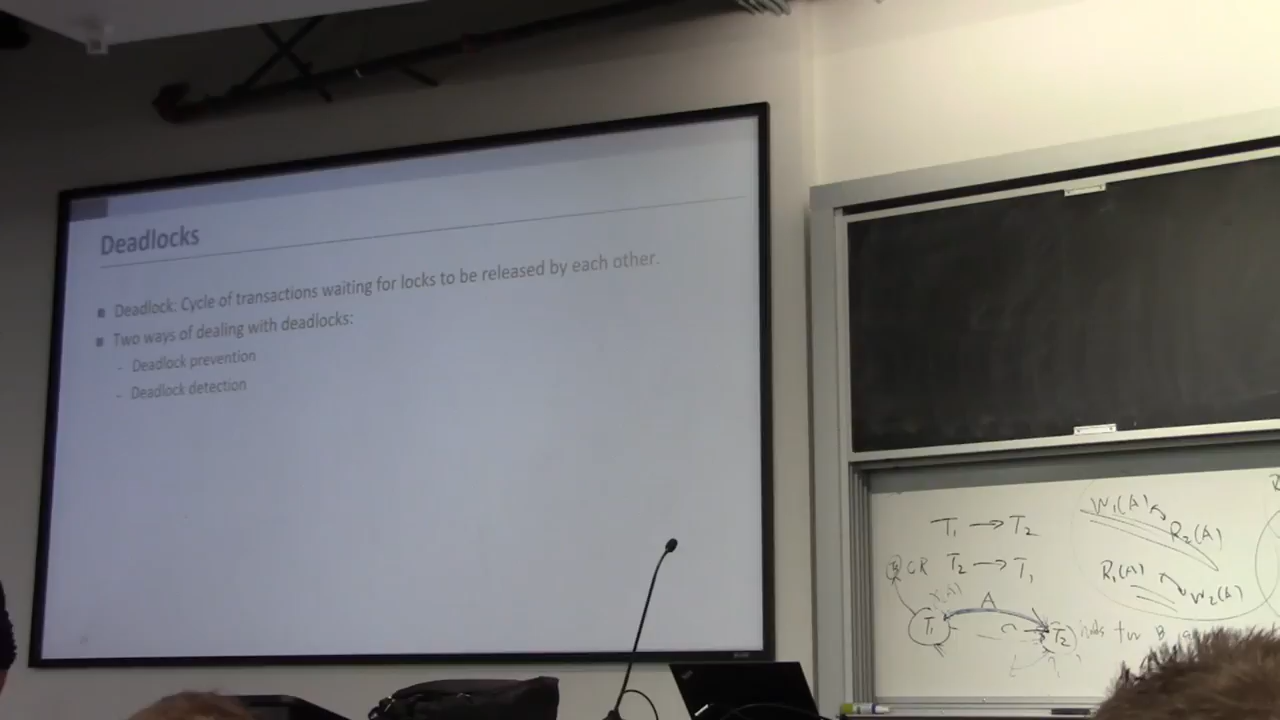 Deadlocks
Deadlock: Cycle of transactions waiting for locks to be released by each other.
Two ways of dealing with deadlocks:
- Deadlock prevention
- Deadlock detection
T₁ → T₂
OR T₂ → T₁
A
T₁
T₂
for B
W₁(A)
R₂(A)
R₁(A)
W₂(A)